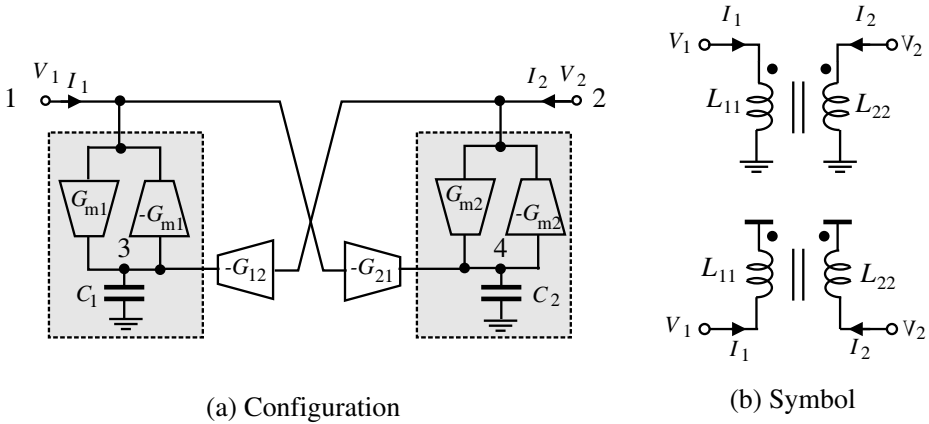 1 V1 I1 I2 V2 2
Gm1 -Gm1 Gm2 -Gm2
3 4
-G12 -G21
C1 C2
(a) Configuration
I1 I2
V1 V2
L11 L22
L11 L22
V1 V2
I1 I2
(b) Symbol